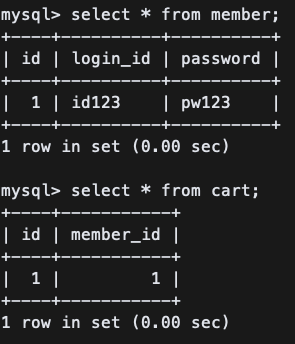 mysql> select * from member;
+----+----------+----------+
| id | login_id | password |
+----+----------+----------+
|  1 | id123    | pw123    |
+----+----------+----------+
1 row in set (0.00 sec)

mysql> select * from cart;
+----+-----------+
| id | member_id |
+----+-----------+
|  1 |         1 |
+----+-----------+
1 row in set (0.00 sec)